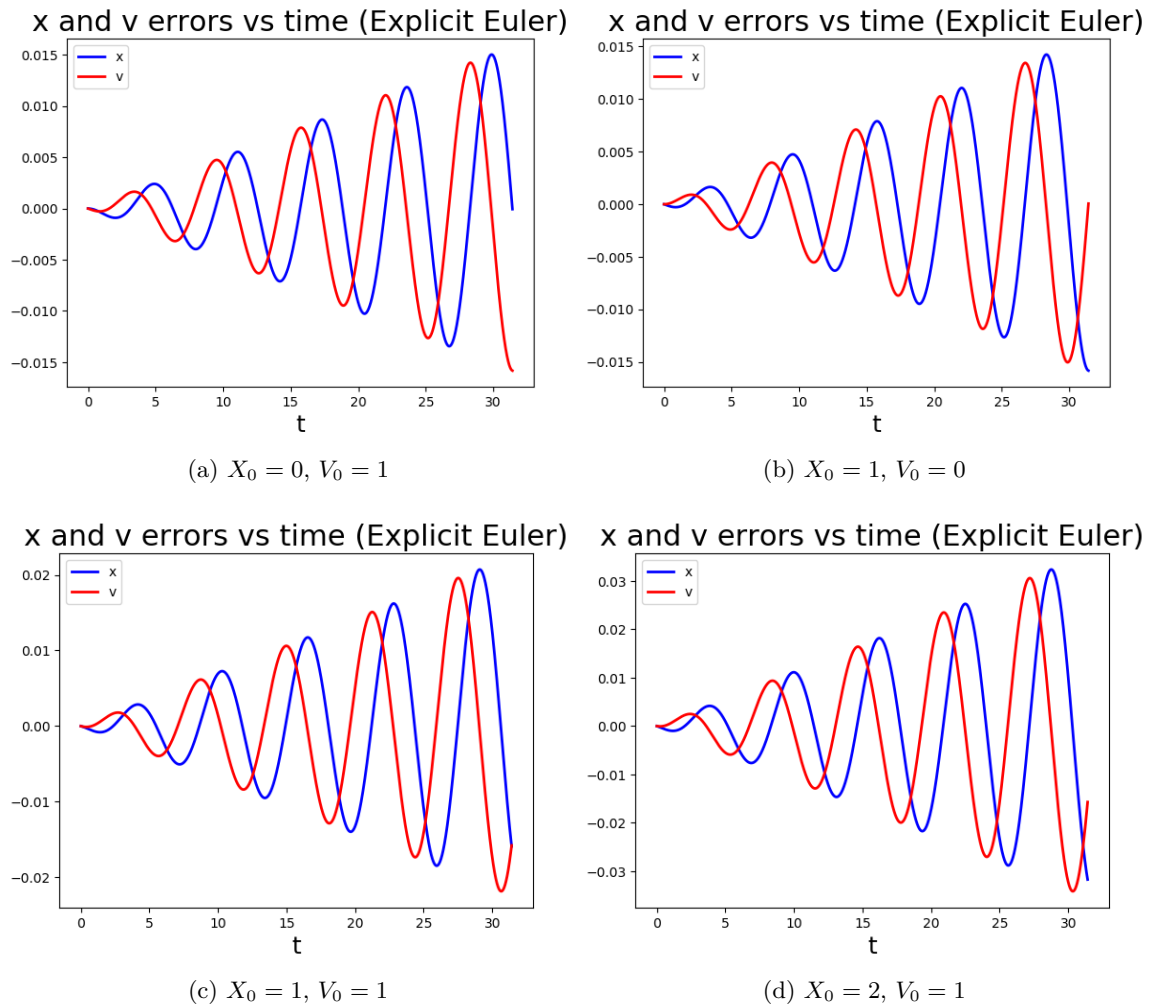 x and v errors vs time (Explicit Euler)
x
v
0.015
0.010
0.005
0.000
−0.005
−0.010
−0.015
0 5 10 15 20 25 30
t
(a) X₀ = 0, V₀ = 1
x and v errors vs time (Explicit Euler)
x
v
0.015
0.010
0.005
0.000
−0.005
−0.010
−0.015
0 5 10 15 20 25 30
t
(b) X₀ = 1, V₀ = 0
x and v errors vs time (Explicit Euler)
x
v
0.02
0.01
0.00
−0.01
−0.02
0 5 10 15 20 25 30
t
(c) X₀ = 1, V₀ = 1
x and v errors vs time (Explicit Euler)
x
v
0.03
0.02
0.01
0.00
−0.01
−0.02
−0.03
0 5 10 15 20 25 30
t
(d) X₀ = 2, V₀ = 1